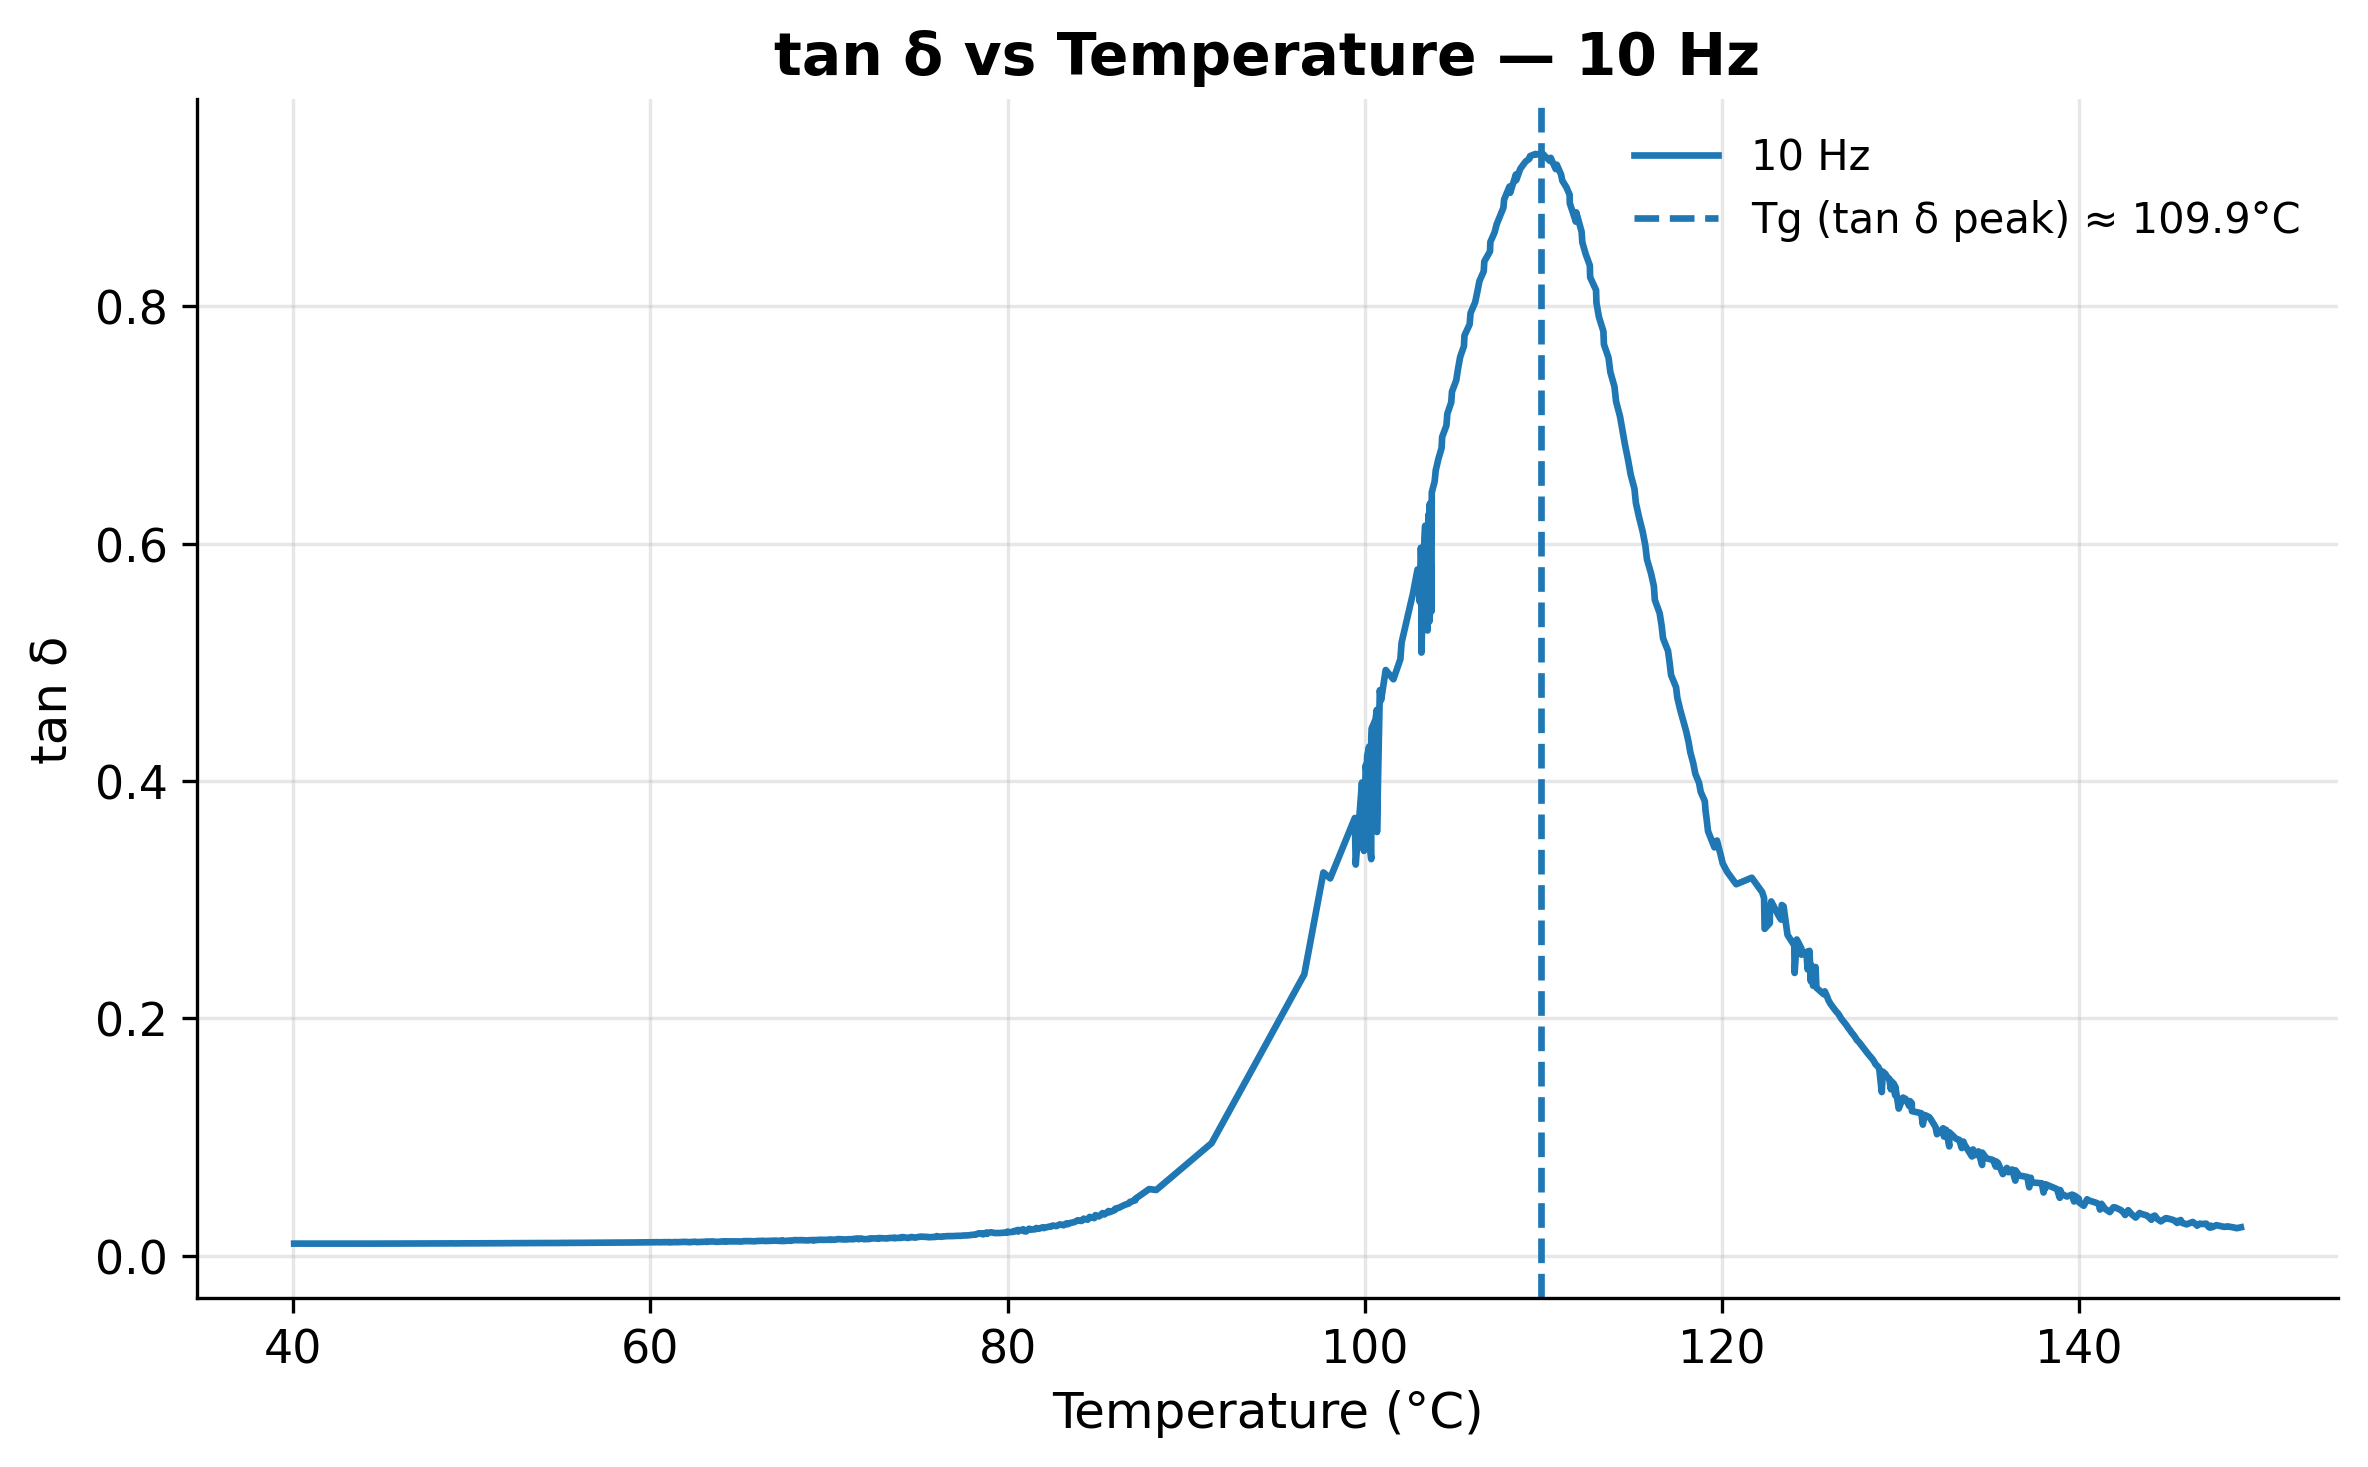 tan δ vs Temperature — 10 Hz
10 Hz
Tg (tan δ peak) ≈ 109.9°C
tan δ
0.8
0.6
0.4
0.2
0.0
40 60 80 100 120 140
Temperature (°C)